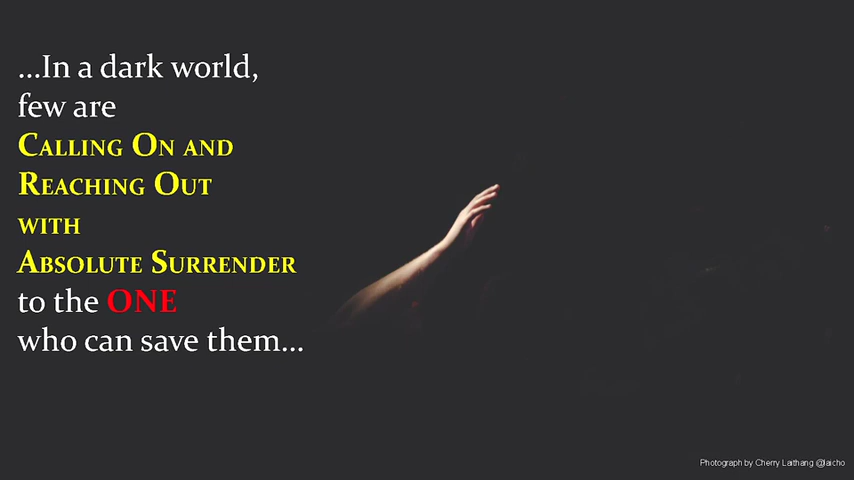 ...In a dark world,
few are
CALLING ON AND
REACHING OUT
WITH
ABSOLUTE SURRENDER
to the ONE
who can save them...
Photograph by Cherry Laithang @laicho